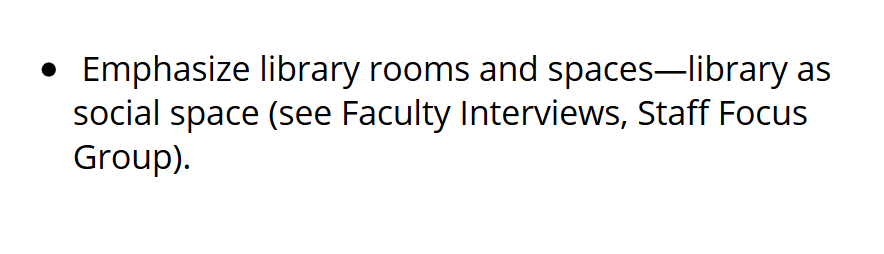 • Emphasize library rooms and spaces—library as
social space (see Faculty Interviews, Staff Focus
Group).